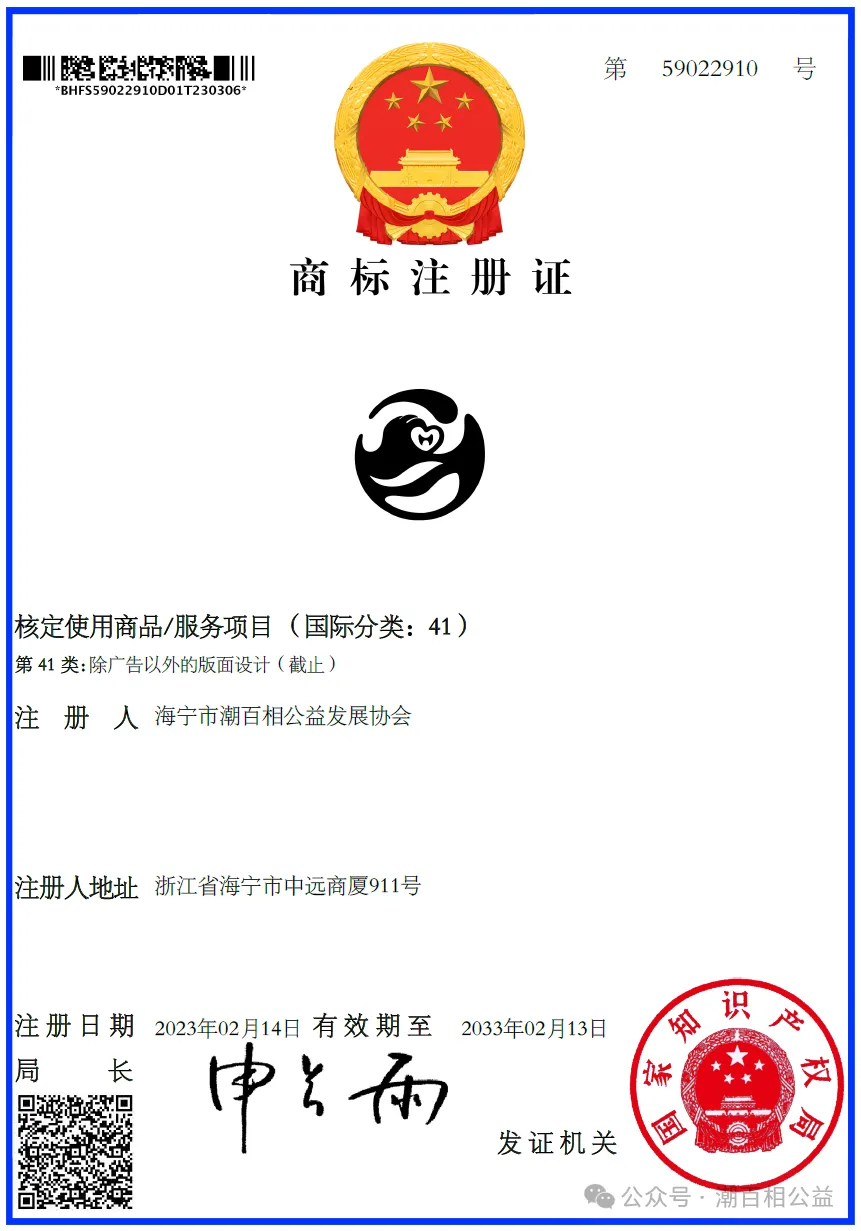 第 59022910 号
*BHFS59022910D01T230306*
商标注册证
核定使用商品/服务项目（国际分类：41）
第 41 类:除广告以外的版面设计（截止）
注册人 海宁市潮百相公益发展协会
注册人地址 浙江省海宁市中远商厦911号
注册日期 2023年02月14日 有效期至 2033年02月13日
局长 申长雨
发证机关
国家知识产权局
公众号·潮百相公益